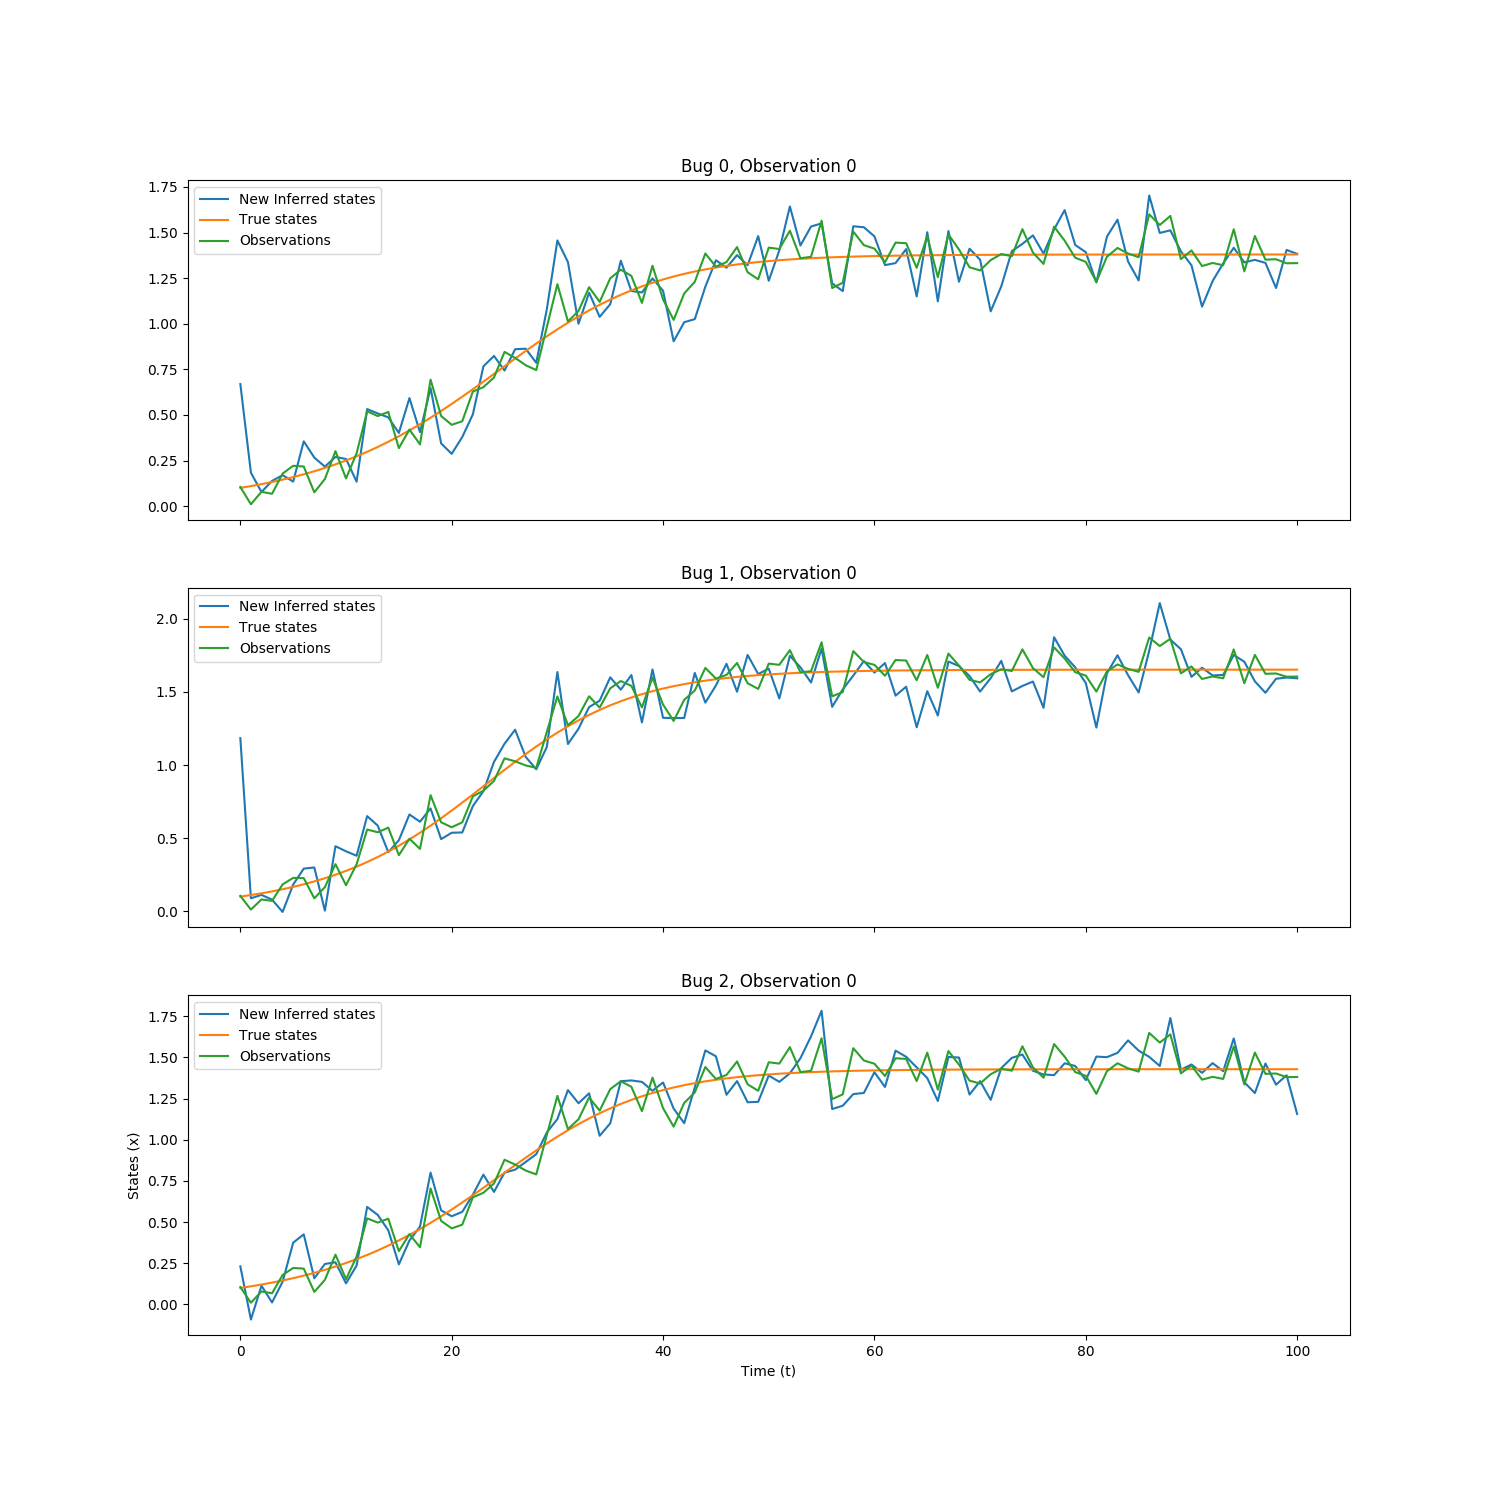 Bug 0, Observation 0
New Inferred states
True states
Observations
1.75
1.50
1.25
1.00
0.75
0.50
0.25
0.00
Bug 1, Observation 0
New Inferred states
True states
Observations
2.0
1.5
1.0
0.5
0.0
Bug 2, Observation 0
New Inferred states
True states
Observations
1.75
1.50
1.25
1.00
0.75
0.50
0.25
0.00
States (x)
0 20 40 60 80 100
Time (t)